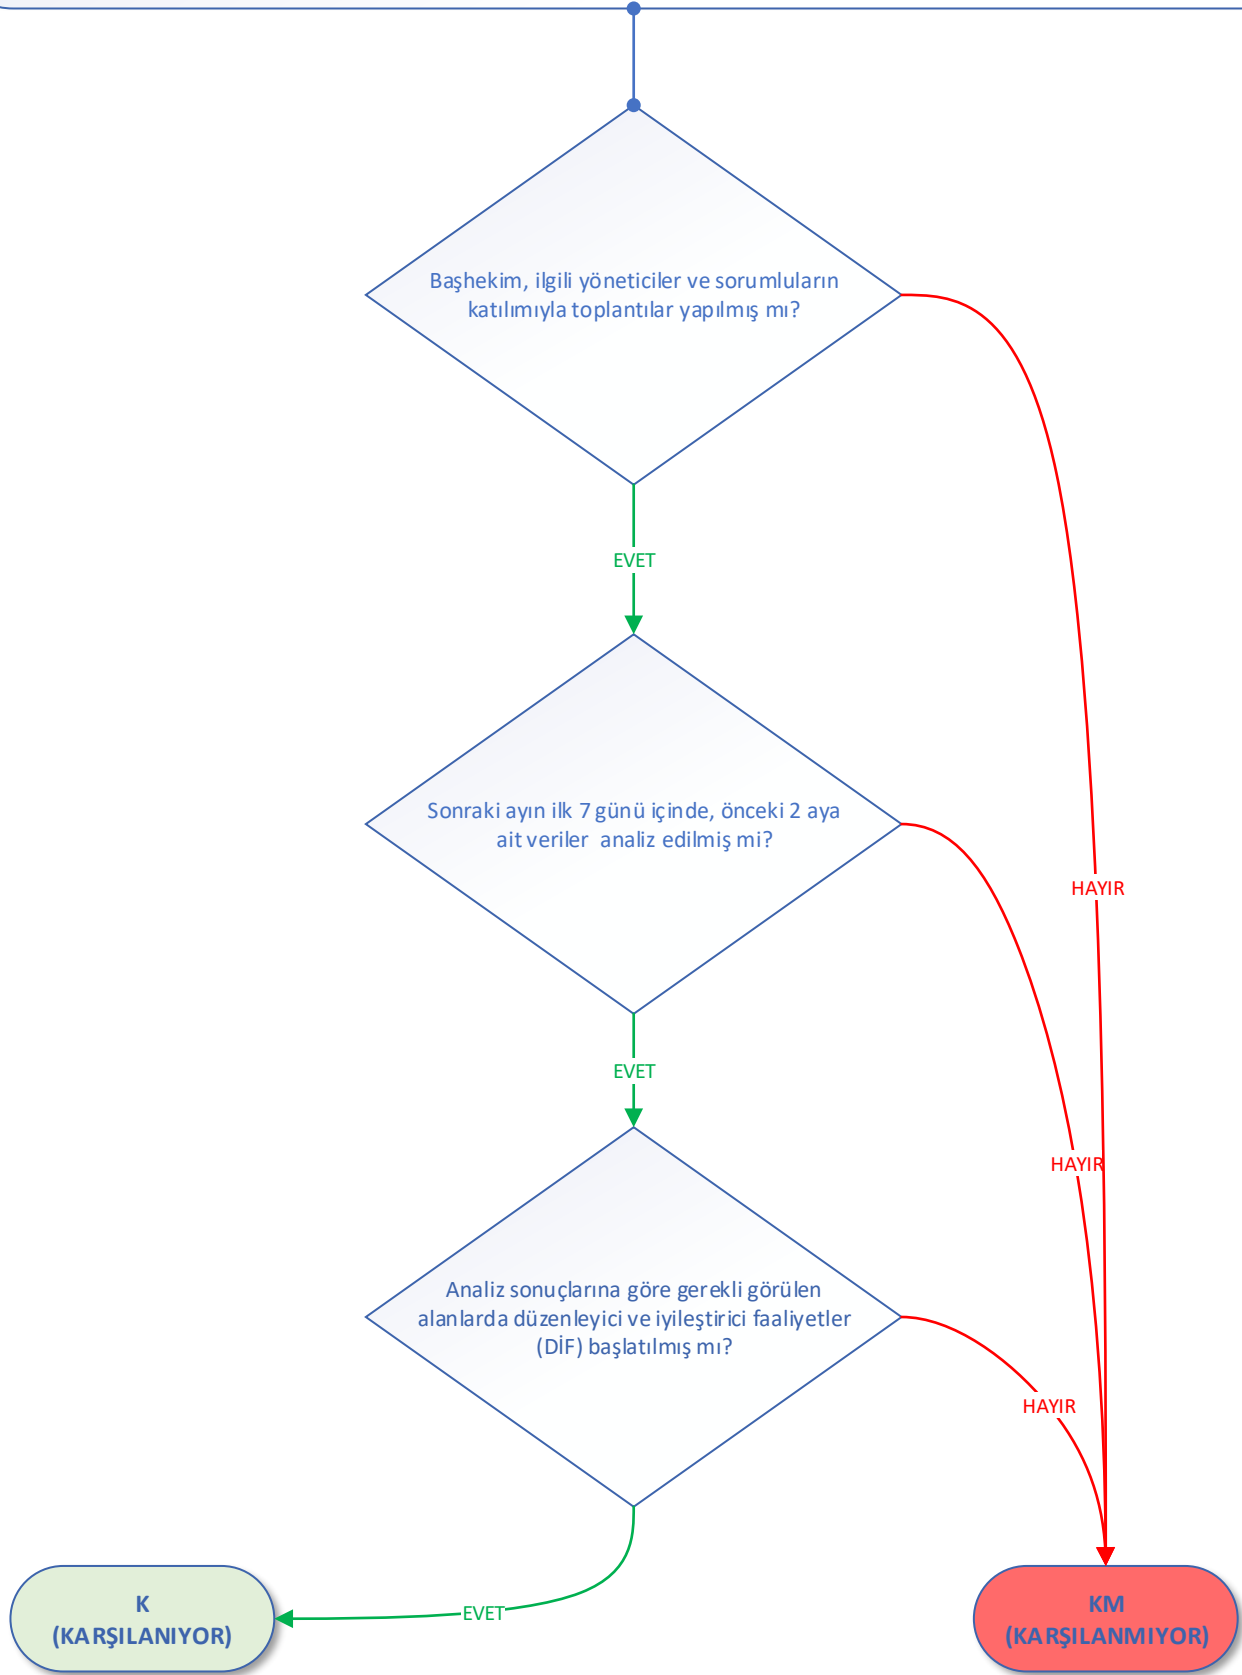 Başhekim, ilgili yöneticiler ve sorumluların
katılımıyla toplantılar yapılmış mı?
EVET
Sonraki ayın ilk 7 günü içinde, önceki 2 aya
ait veriler analiz edilmiş mi?
HAYIR
EVET
HAYIR
Analiz sonuçlarına göre gerekli görülen
alanlarda düzenleyici ve iyileştirici faaliyetler
(DİF) başlatılmış mı?
HAYIR
EVET
K
(KARŞILANIYOR)
KM
(KARŞILANMIYOR)